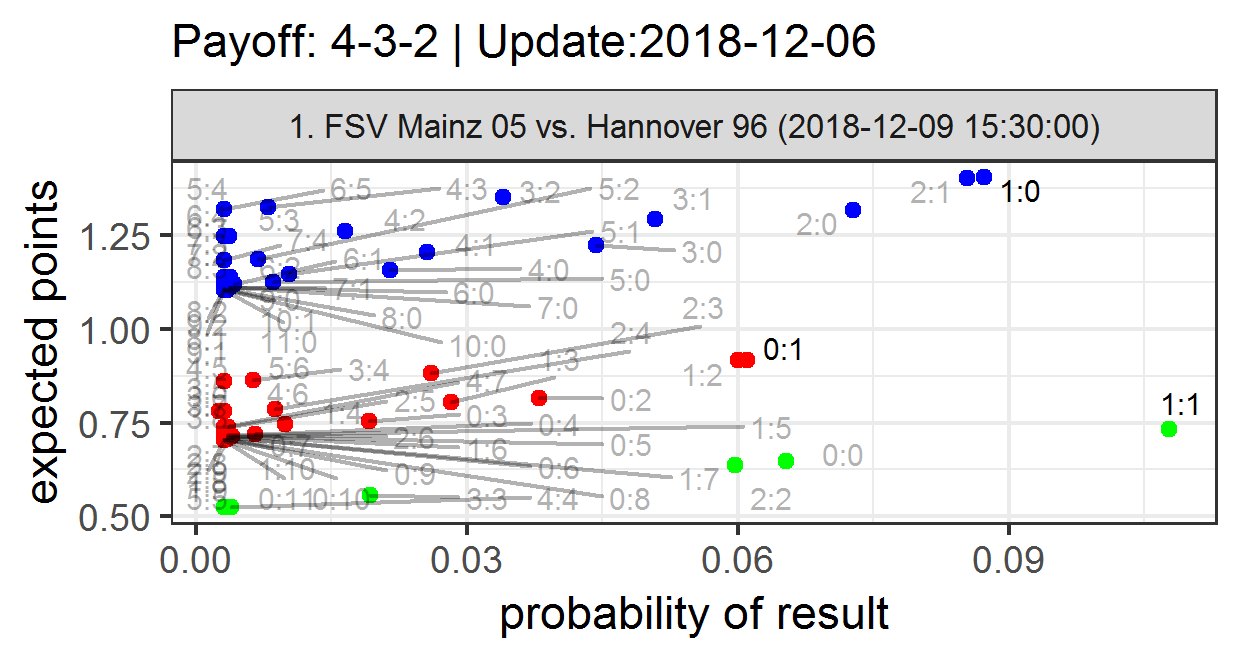 Payoff: 4-3-2 | Update:2018-12-06
1. FSV Mainz 05 vs. Hannover 96 (2018-12-09 15:30:00)
5:4 6:5 4:3 3:2 5:2 3:1 2:1 1:0
5:3 4:2 2:0
7:4 4:1 5:1 3:0
6:1 4:0 5:0
7:1 6:0 7:0 2:3
10:1 8:0 2:4
11:0 10:0 1:3 0:1
5:6 3:4 4:7 1:2
4:6 2:5 0:2
1:4 0:3 0:4 1:5 1:1
0:7 2:6 1:6 0:5 0:0
1:10 0:9 0:6 1:7
0:11 0:10 3:3 4:4 0:8 2:2
1.25
1.00
0.75
0.50
expected points
0.00 0.03 0.06 0.09
probability of result